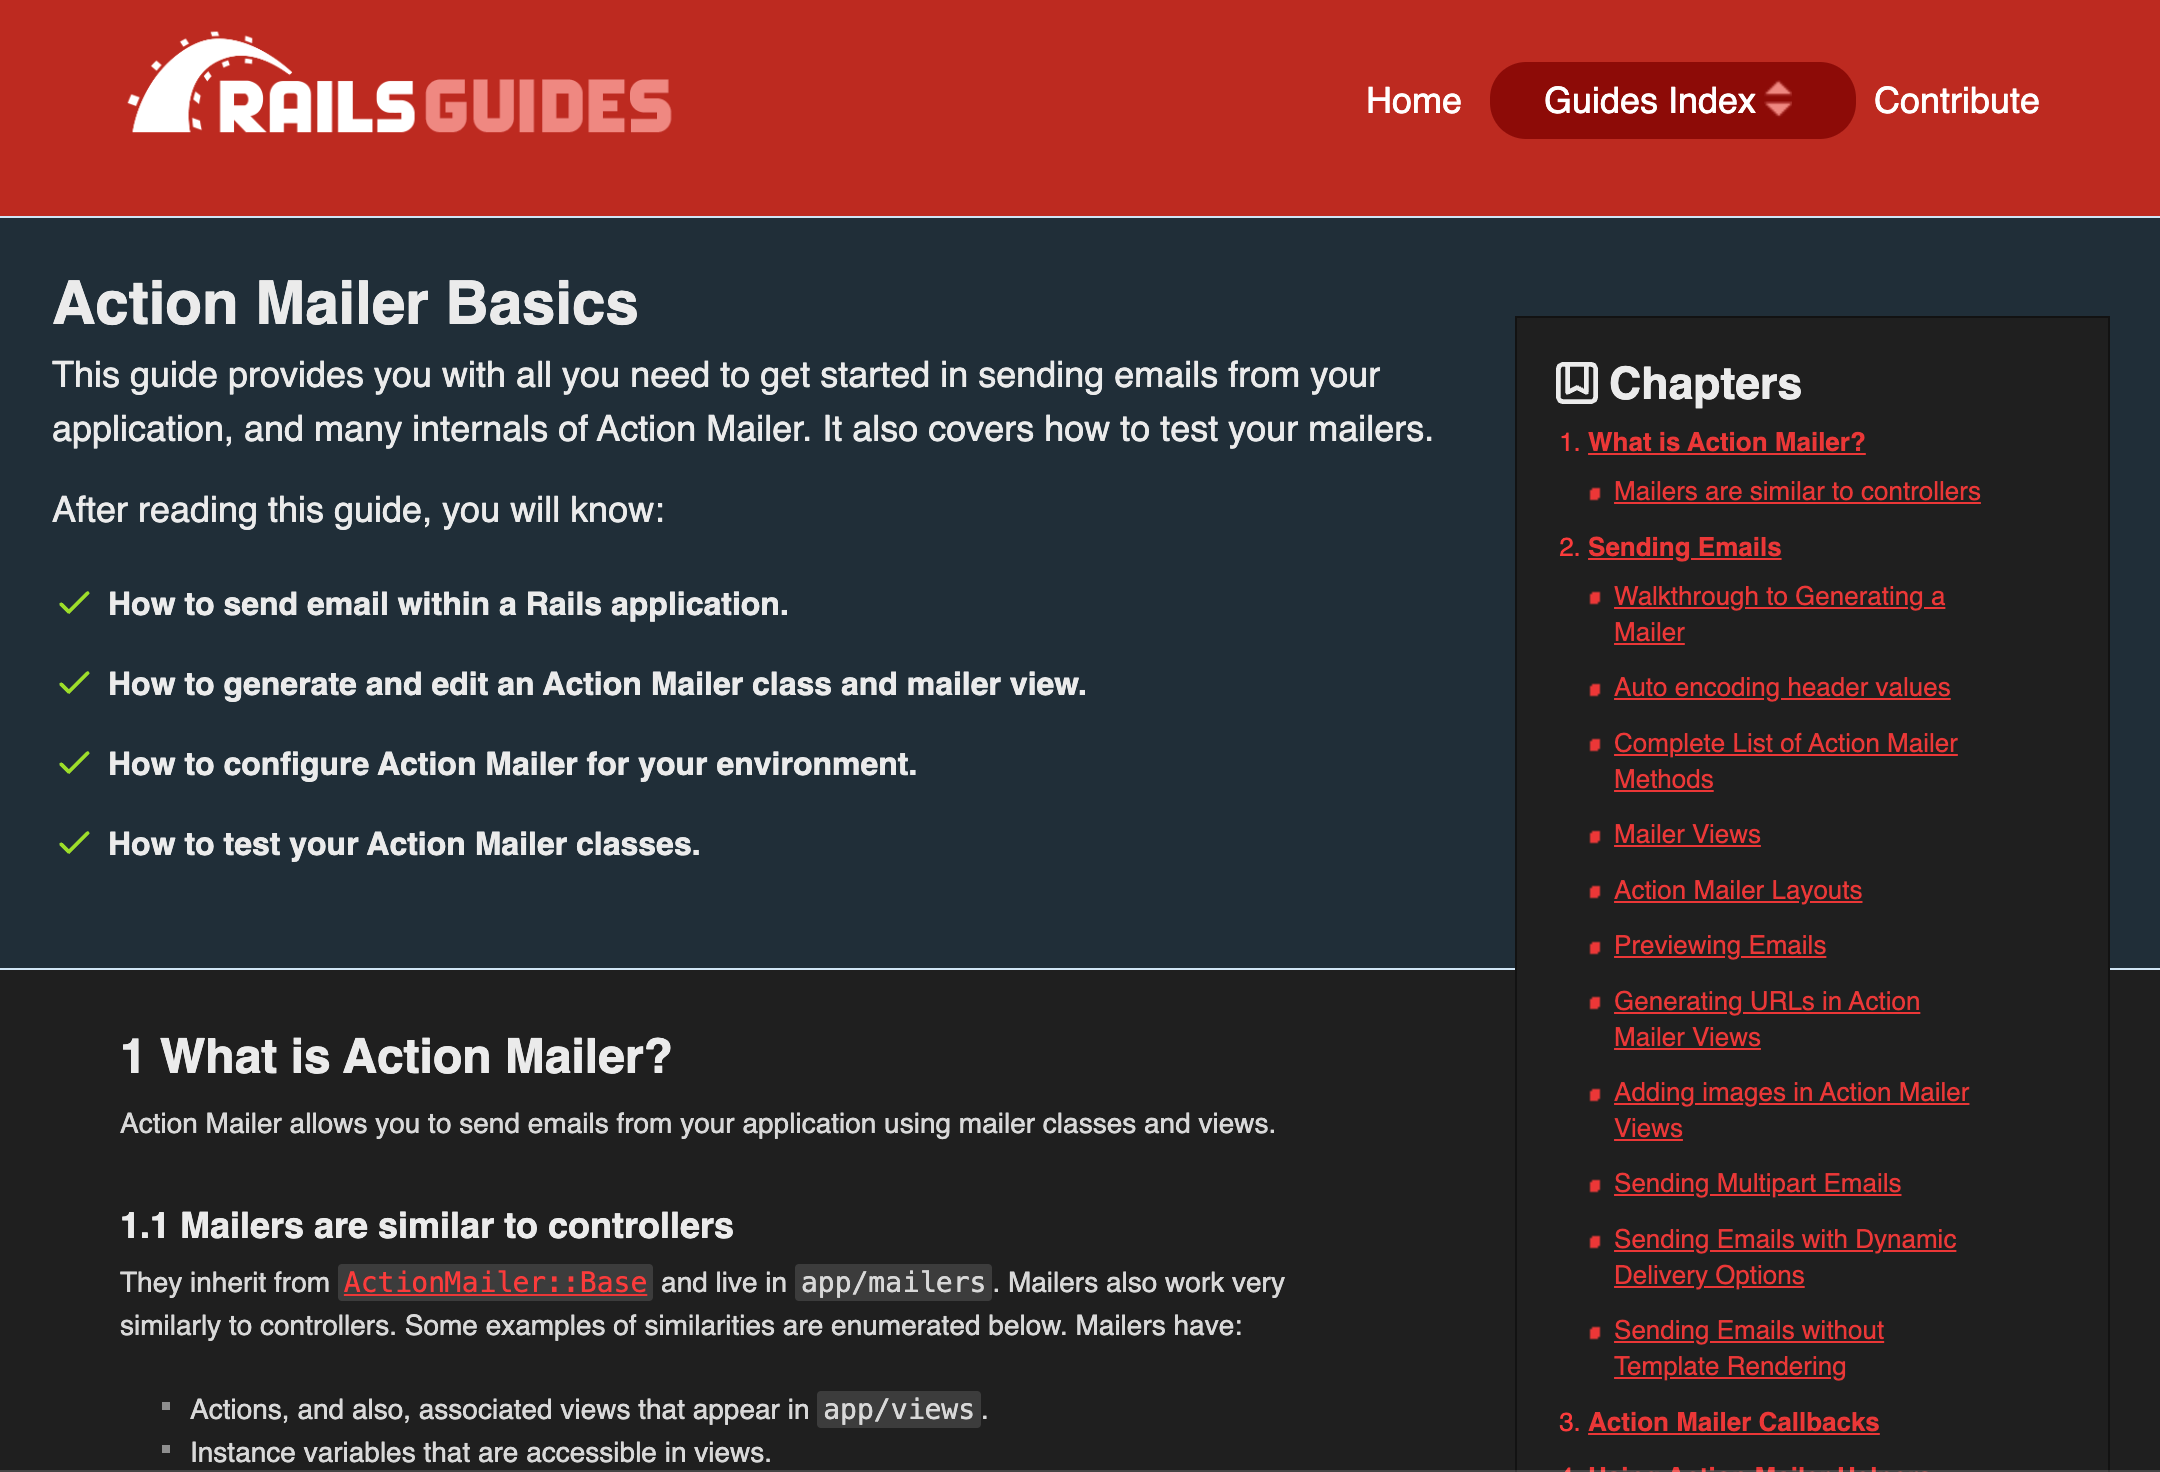 RAILS GUIDES
Home
Guides Index
Contribute
Action Mailer Basics
This guide provides you with all you need to get started in sending emails from your
application, and many internals of Action Mailer. It also covers how to test your mailers.
After reading this guide, you will know:
How to send email within a Rails application.
How to generate and edit an Action Mailer class and mailer view.
How to configure Action Mailer for your environment.
How to test your Action Mailer classes.
1 What is Action Mailer?
Action Mailer allows you to send emails from your application using mailer classes and views.
1.1 Mailers are similar to controllers
They inherit from ActionMailer::Base and live in app/mailers. Mailers also work very
similarly to controllers. Some examples of similarities are enumerated below. Mailers have:
Actions, and also, associated views that appear in app/views.
Instance variables that are accessible in views.
Chapters
1. What is Action Mailer?
Mailers are similar to controllers
2. Sending Emails
Walkthrough to Generating a
Mailer
Auto encoding header values
Complete List of Action Mailer
Methods
Mailer Views
Action Mailer Layouts
Previewing Emails
Generating URLs in Action
Mailer Views
Adding images in Action Mailer
Views
Sending Multipart Emails
Sending Emails with Dynamic
Delivery Options
Sending Emails without
Template Rendering
3. Action Mailer Callbacks